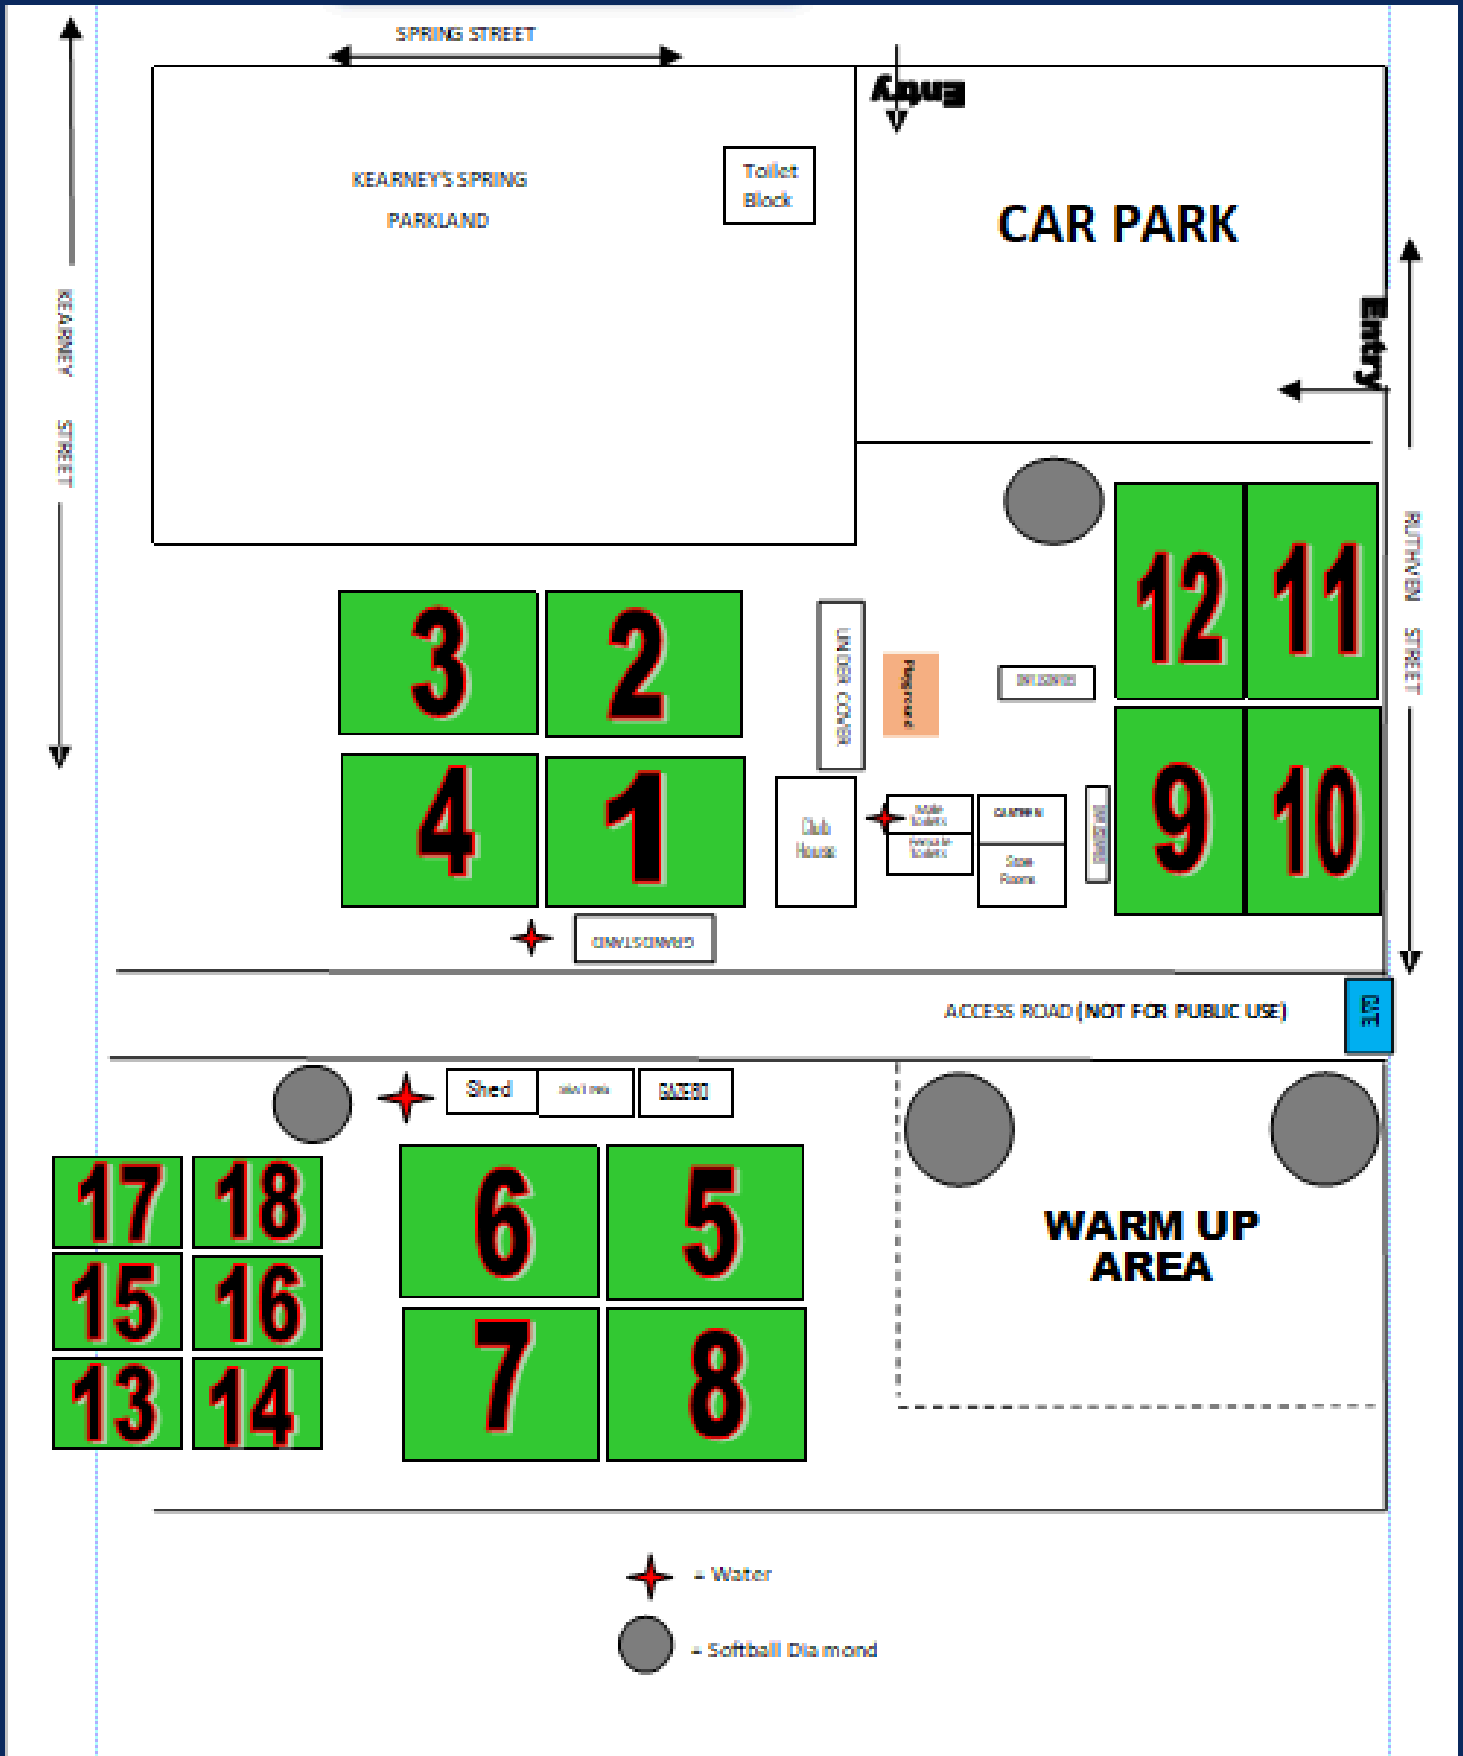 SPRING STREET
Entry
KEARNEY'S SPRING
PARKLAND
Toilet
Block
CAR PARK
Entry
KEARNEY STREET
RUTHVEN STREET
12
11
3
2
UNDER COVER
Playground
4
1
Club
House
Male
Toilets
Female
Toilets
CANTEEN
Store
Rooms
9
10
GRANDSTAND
ACCESS ROAD (NOT FOR PUBLIC USE)
GATE
Shed
SEATING
GAZEBO
17
18
6
5
WARM UP
AREA
15
16
13
14
7
8
= Water
= Softball Diamond